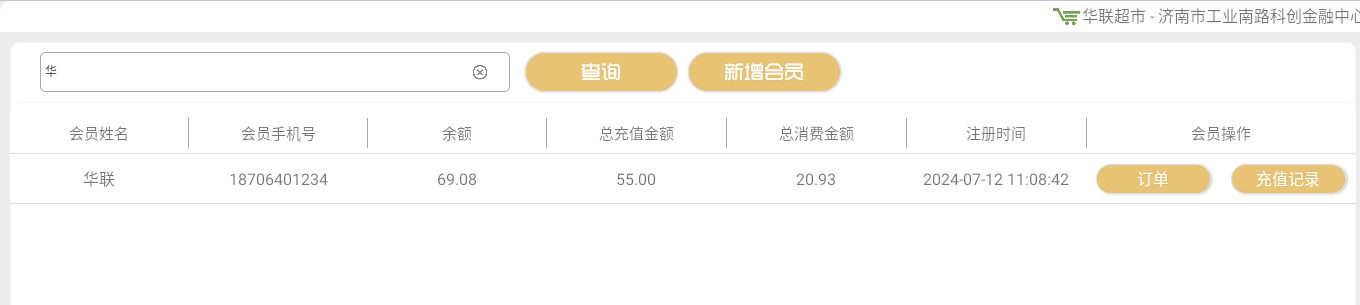 华联超市 - 济南市工业南路科创金融中心
华
查询 新增会员
会员姓名 会员手机号 余额 总充值金额 总消费金额 注册时间 会员操作
华联 18706401234 69.08 55.00 20.93 2024-07-12 11:08:42 订单 充值记录